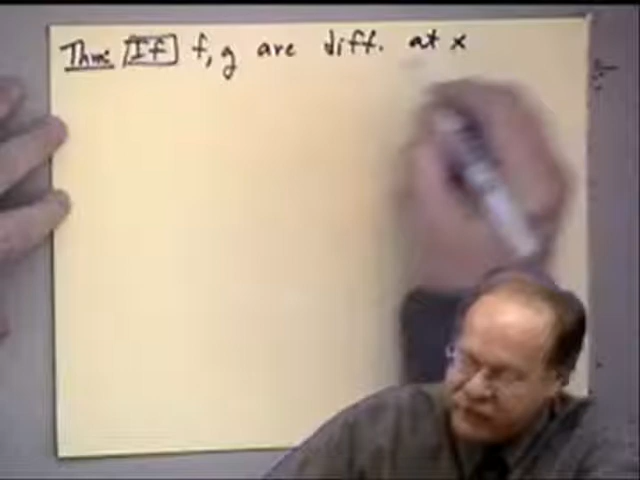 Thm: If f, g are diff. at x